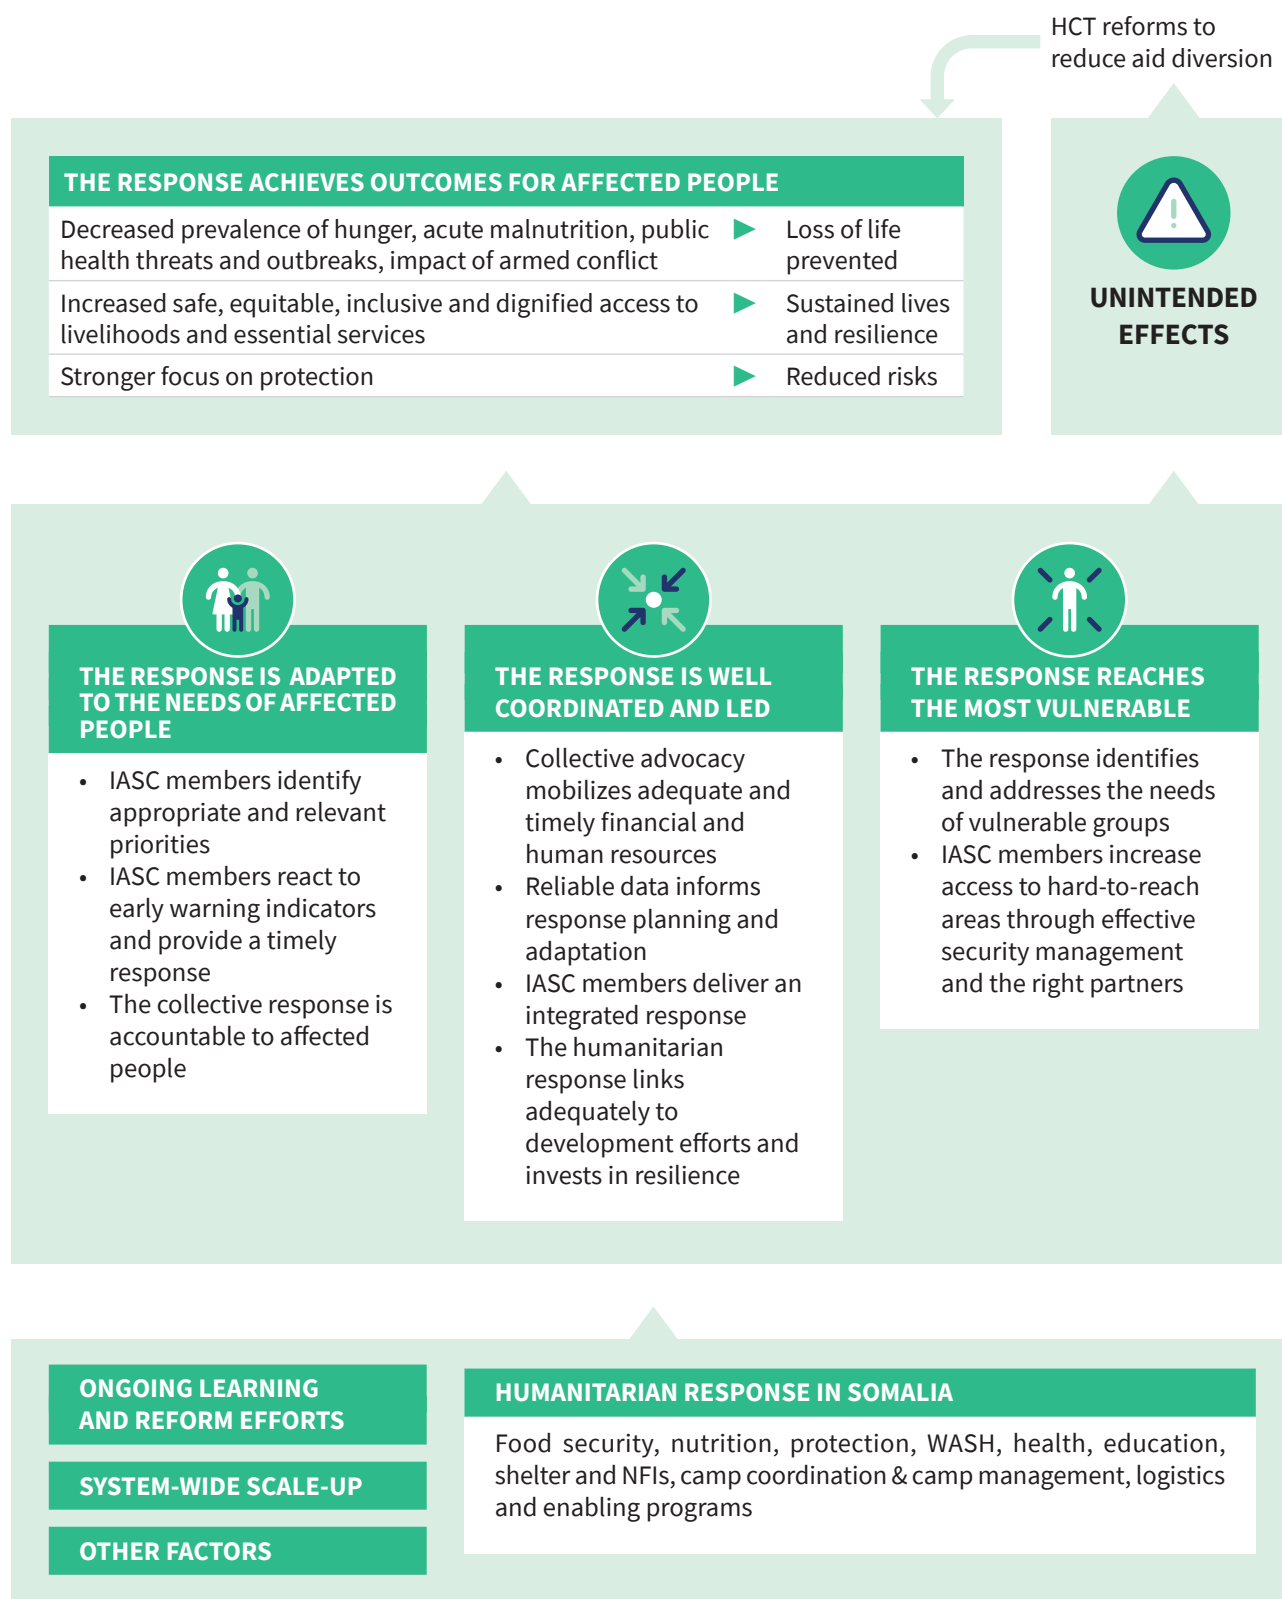 HCT reforms to
reduce aid diversion
THE RESPONSE ACHIEVES OUTCOMES FOR AFFECTED PEOPLE
Decreased prevalence of hunger, acute malnutrition, public
health threats and outbreaks, impact of armed conflict
Loss of life
prevented
Increased safe, equitable, inclusive and dignified access to
livelihoods and essential services
Sustained lives
and resilience
Stronger focus on protection
Reduced risks
UNINTENDED
EFFECTS
THE RESPONSE IS ADAPTED
TO THE NEEDS OF AFFECTED
PEOPLE
• IASC members identify
appropriate and relevant
priorities
• IASC members react to
early warning indicators
and provide a timely
response
• The collective response is
accountable to affected
people
THE RESPONSE IS WELL
COORDINATED AND LED
• Collective advocacy
mobilizes adequate and
timely financial and
human resources
• Reliable data informs
response planning and
adaptation
• IASC members deliver an
integrated response
• The humanitarian
response links
adequately to
development efforts and
invests in resilience
THE RESPONSE REACHES
THE MOST VULNERABLE
• The response identifies
and addresses the needs
of vulnerable groups
• IASC members increase
access to hard-to-reach
areas through effective
security management
and the right partners
ONGOING LEARNING
AND REFORM EFFORTS
SYSTEM-WIDE SCALE-UP
OTHER FACTORS
HUMANITARIAN RESPONSE IN SOMALIA
Food security, nutrition, protection, WASH, health, education,
shelter and NFIs, camp coordination & camp management, logistics
and enabling programs